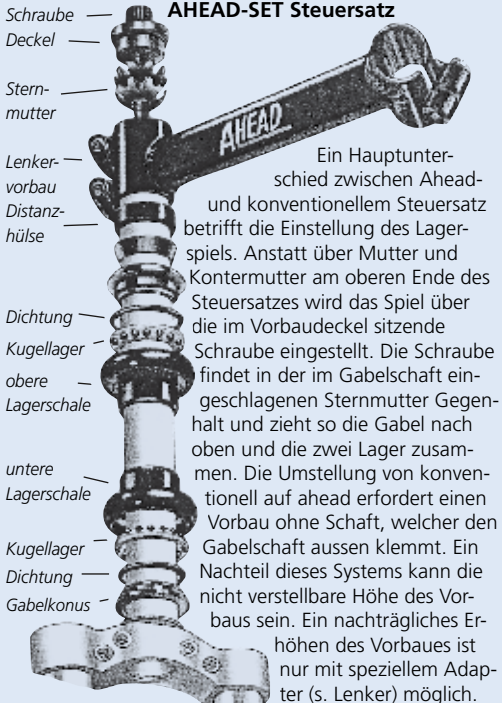 AHEAD-SET Steuersatz
Schraube
Deckel
Stern-
mutter
Lenker-
vorbau
Distanz-
hülse
Dichtung
Kugellager
obere
Lagerschale
untere
Lagerschale
Kugellager
Dichtung
Gabelkonus
AHEAD
Ein Hauptunter-
schied zwischen Ahead-
und konventionellem Steuersatz
betrifft die Einstellung des Lager-
spiels. Anstatt über Mutter und
Kontermutter am oberen Ende des
Steuersatzes wird das Spiel über
die im Vorbaudeckel sitzende
Schraube eingestellt. Die Schraube
findet in der im Gabelschaft ein-
geschlagenen Sternmutter Gegen-
halt und zieht so die Gabel nach
oben und die zwei Lager zusam-
men. Die Umstellung von konven-
tionell auf ahead erfordert einen
Vorbau ohne Schaft, welcher den
Gabelschaft aussen klemmt. Ein
Nachteil dieses Systems kann die
nicht verstellbare Höhe des Vor-
baus sein. Ein nachträgliches Er-
höhen des Vorbaues ist
nur mit speziellem Adap-
ter (s. Lenker) möglich.